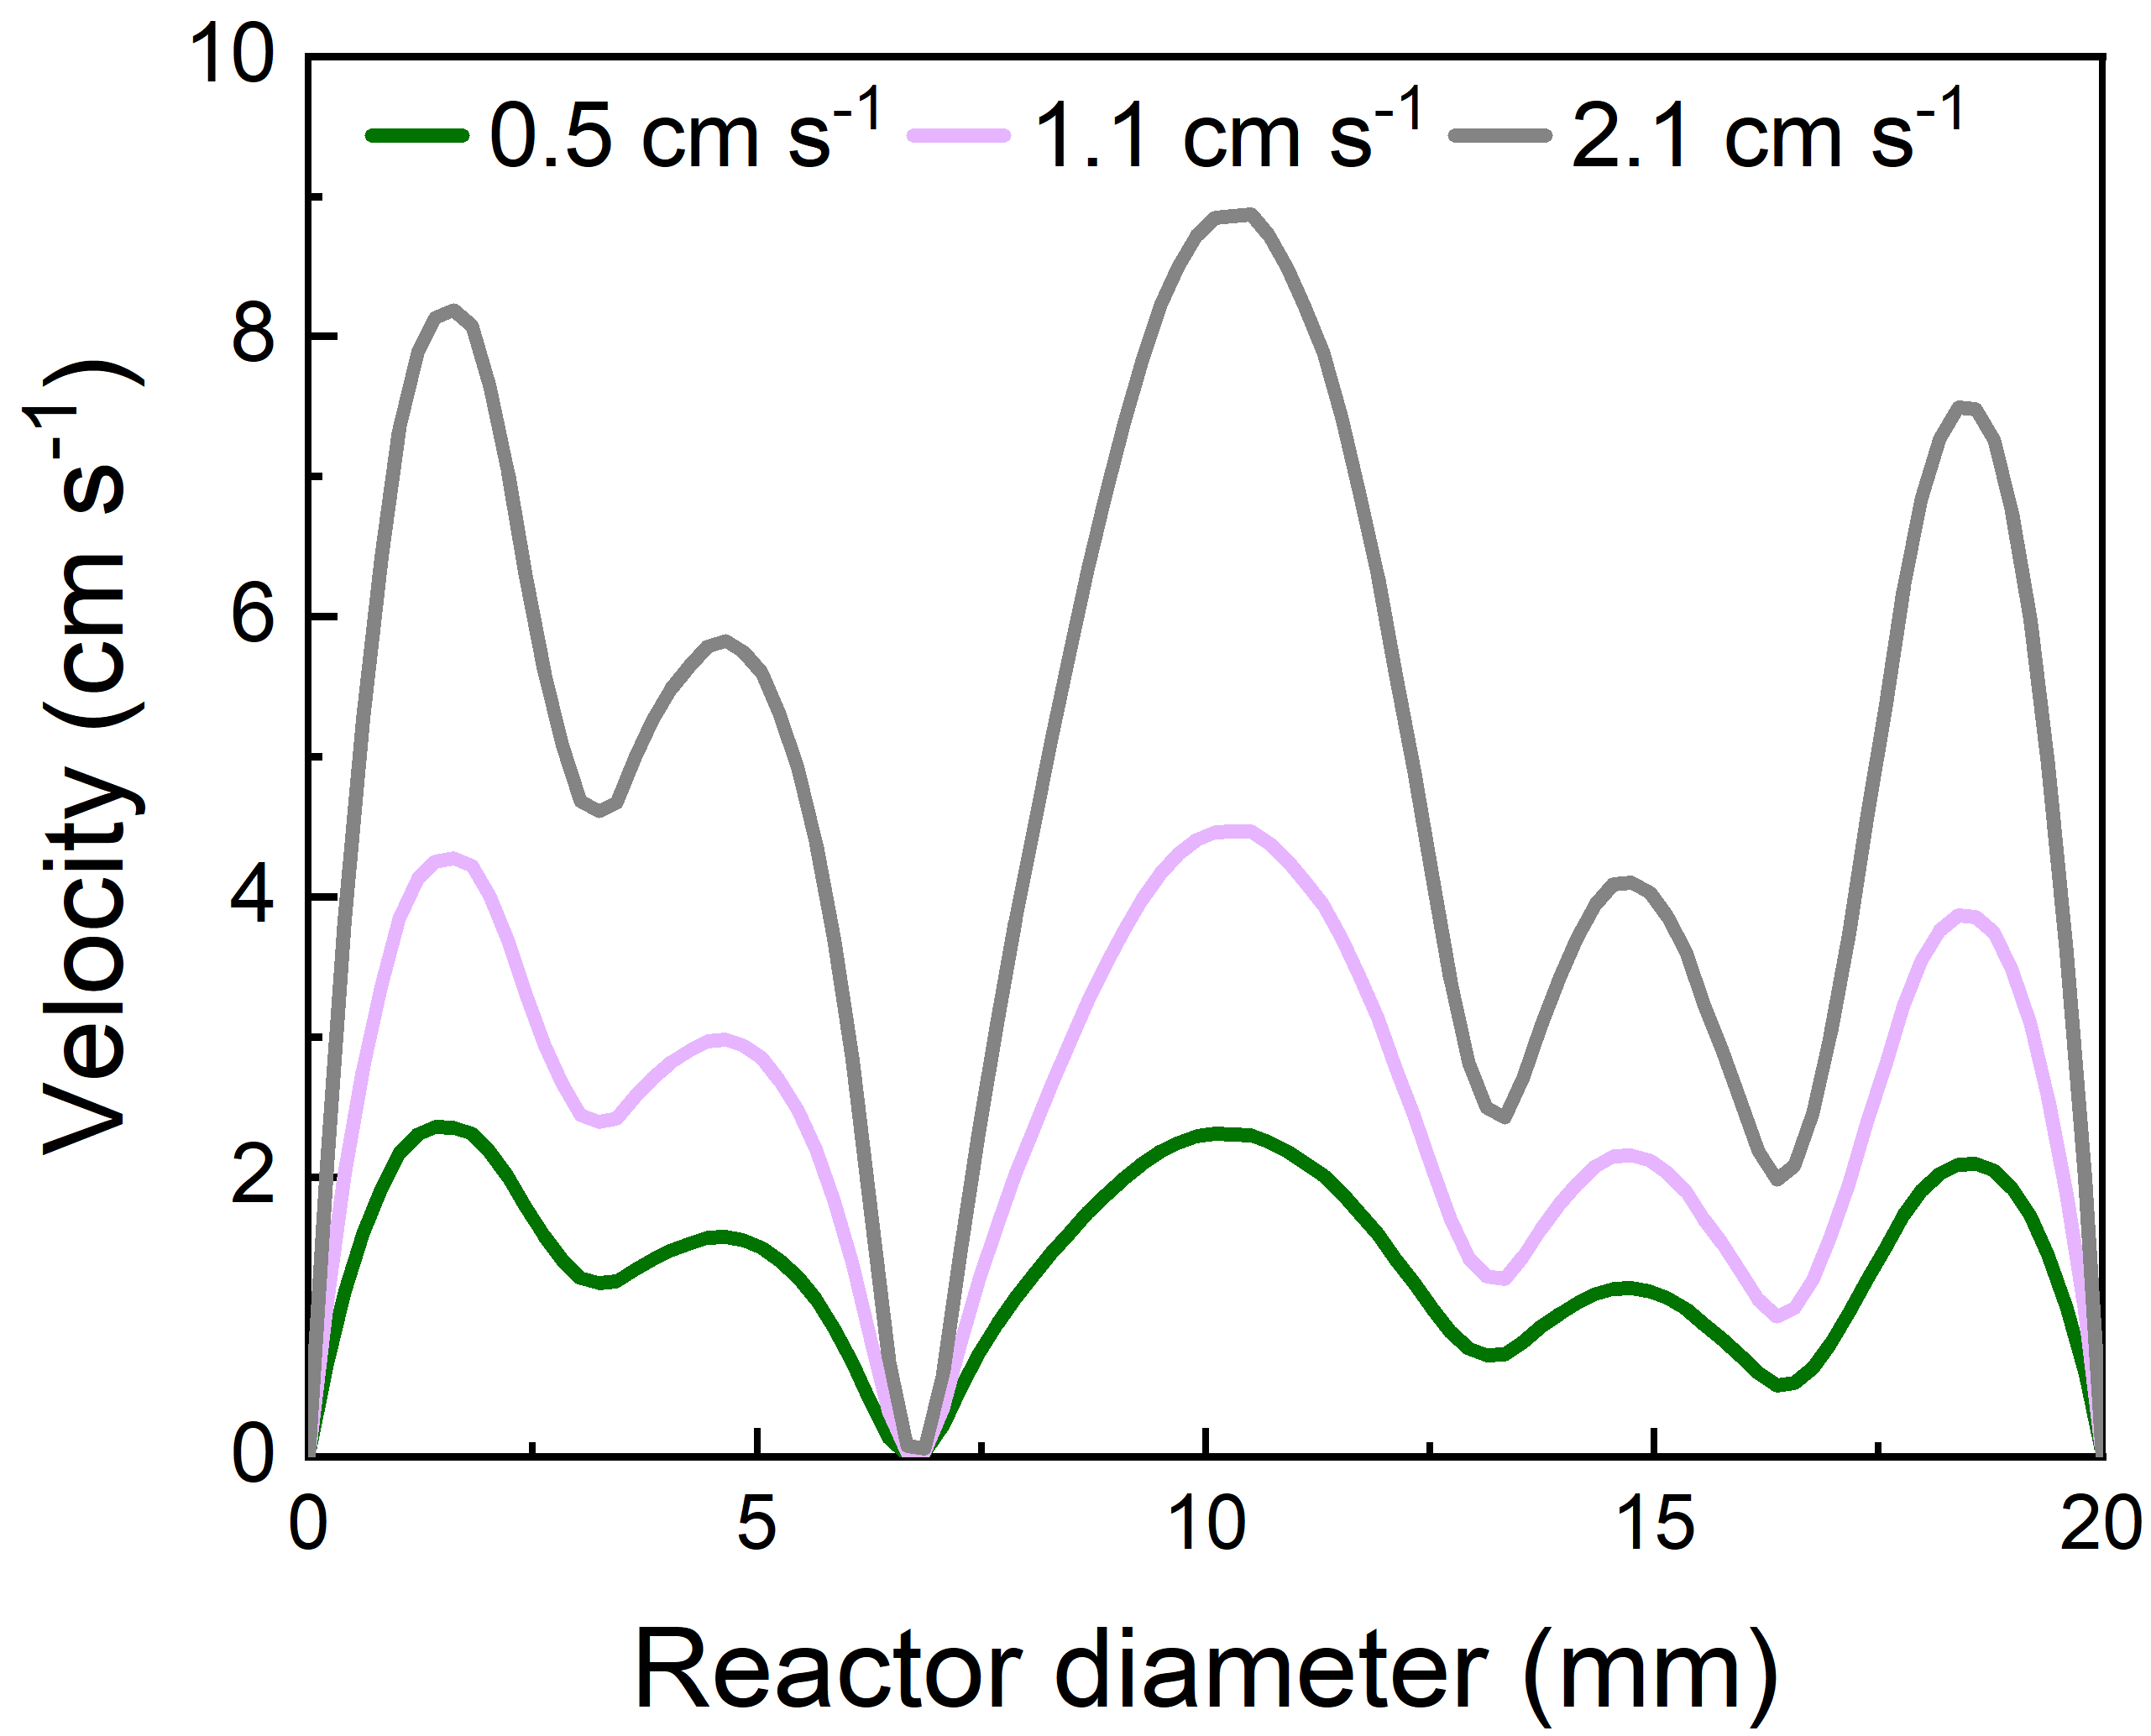 10
0.5 cm s⁻¹ 1.1 cm s⁻¹ 2.1 cm s⁻¹
8
6
4
2
0
Velocity (cm s⁻¹)
0 5 10 15 20
Reactor diameter (mm)